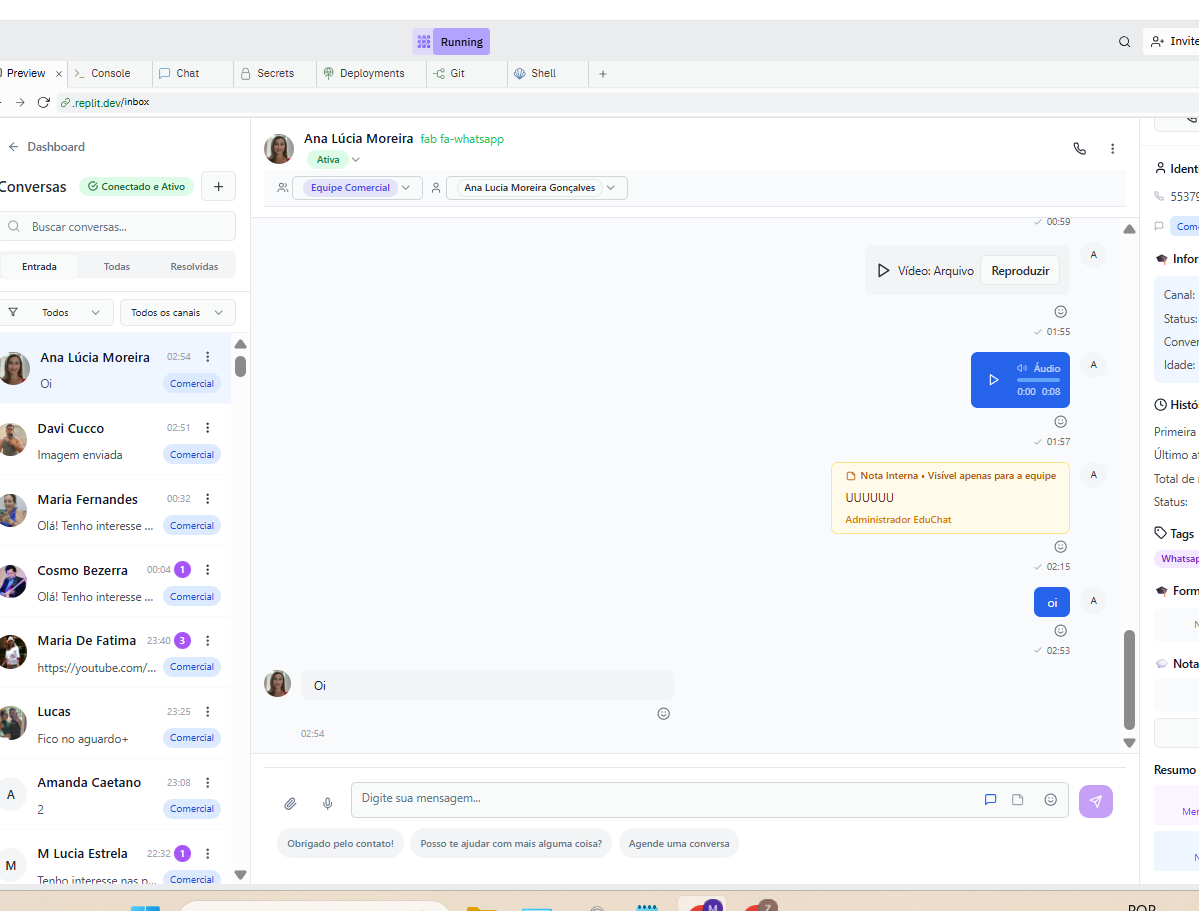 Running
Invite
Preview
Console
Chat
Secrets
Deployments
Git
Shell
.replit.dev/inbox
Dashboard
Conversas
Conectado e Ativo
Buscar conversas...
Entrada
Todas
Resolvidas
Todos
Todos os canais
Ana Lúcia Moreira 02:54
Oi Comercial
Davi Cucco 02:51
Imagem enviada Comercial
Maria Fernandes 00:32
Olá! Tenho interesse ... Comercial
Cosmo Bezerra 00:04 1
Olá! Tenho interesse ... Comercial
Maria De Fatima 23:40 3
https://youtube.com/... Comercial
Lucas 23:25
Fico no aguardo+ Comercial
A
Amanda Caetano 23:08
2 Comercial
M
M Lucia Estrela 22:32 1
Tenho interesse nas p... Comercial
Ana Lúcia Moreira fab fa-whatsapp
Ativa
Equipe Comercial
Ana Lucia Moreira Gonçalves
00:59
Vídeo: Arquivo Reproduzir
A
01:55
Áudio
0:00 0:08
A
01:57
Nota Interna • Visível apenas para a equipe
UUUUUU
Administrador EduChat
A
02:15
oi
A
02:53
Oi
02:54
Digite sua mensagem...
Obrigado pelo contato!
Posso te ajudar com mais alguma coisa?
Agende uma conversa
Ident
55379
Com
Infor
Canal:
Status:
Conver
Idade:
Histó
Primeira
Último at
Total de
Status:
Tags
Whatsap
Form
N
Nota
Resumo
Mer
N
M
Z
POR